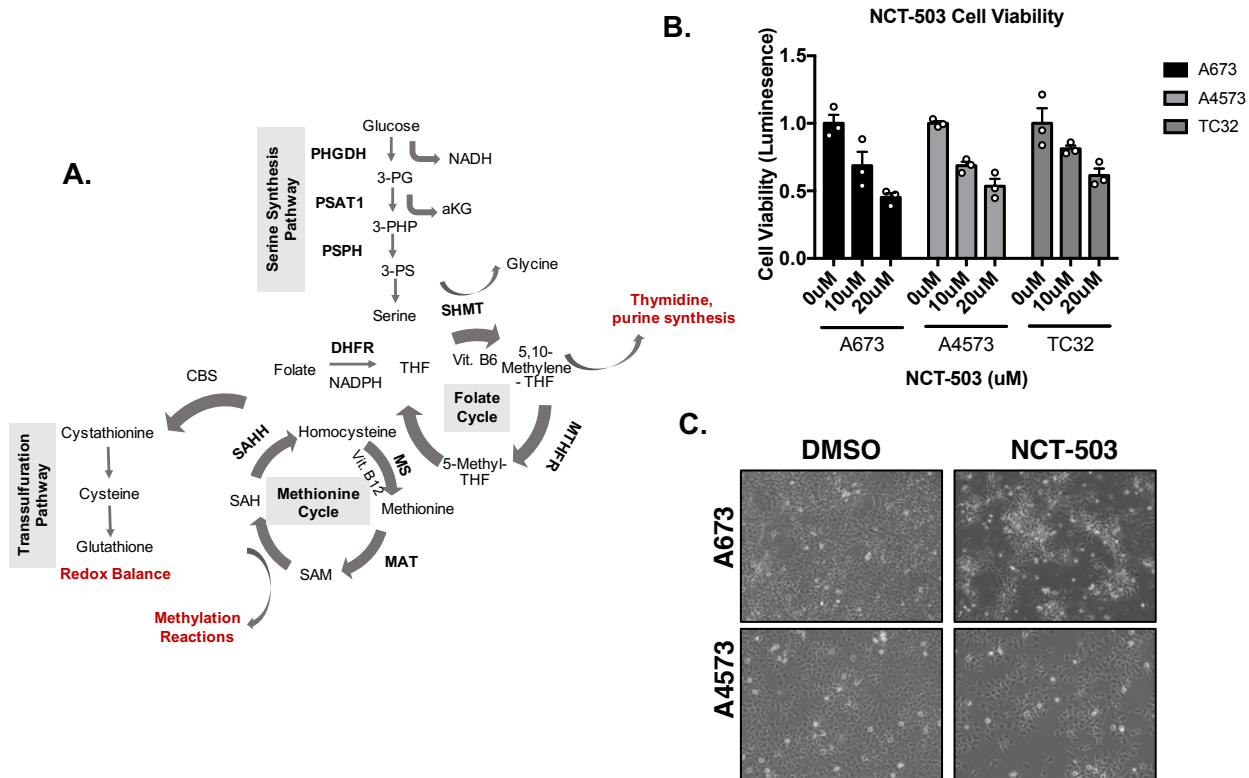 A.
Serine Synthesis
Pathway
Glucose
PHGDH
NADH
3-PG
PSAT1
aKG
3-PHP
PSPH
3-PS
Glycine
Serine
SHMT
Thymidine,
purine synthesis
DHFR
Folate
NADPH
THF
Vit. B6
5,10-
Methylene
- THF
Folate
Cycle
MTHFR
5-Methyl-
THF
CBS
Transsulfuration
Pathway
Cystathionine
Cysteine
Glutathione
Redox Balance
SAHH
Homocysteine
MS
Vit. B12
SAH
Methionine
Cycle
Methionine
MAT
SAM
Methylation
Reactions
B.
NCT-503 Cell Viability
Cell Viability (Luminesence)
1.5
1.0
0.5
0.0
0uM
10uM
20uM
0uM
10uM
20uM
0uM
10uM
20uM
A673
A4573
TC32
NCT-503 (uM)
A673
A4573
TC32
C.
DMSO
NCT-503
A673
A4573